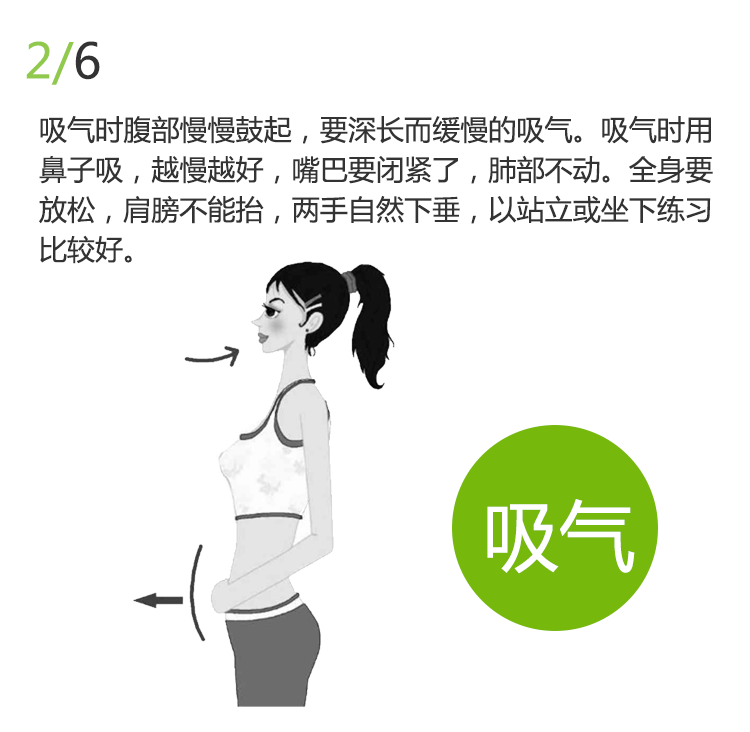 2/6
吸气时腹部慢慢鼓起，要深长而缓慢的吸气。吸气时用
鼻子吸，越慢越好，嘴巴要闭紧了，肺部不动。全身要
放松，肩膀不能抬，两手自然下垂，以站立或坐下练习
比较好。
吸气